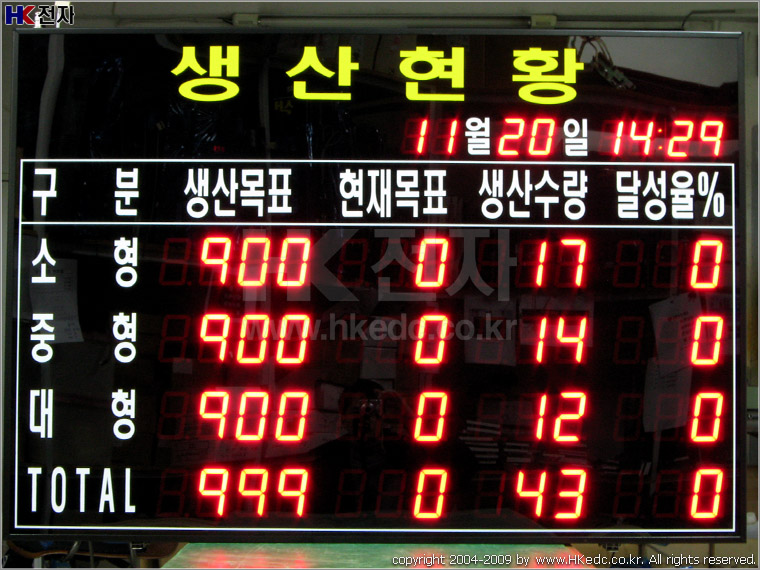 HK전자
생산현황
11월 20일 14:29
구 분 생산목표 현재목표 생산수량 달성율%
소 형 900 0 17 0
HK전자
중 형 900 0 14 0
www.hkedc.co.kr
대 형 900 0 12 0
TOTAL 999 0 43 0
copyright 2004-2009 by www.HKedc.co.kr. All rights reserved.